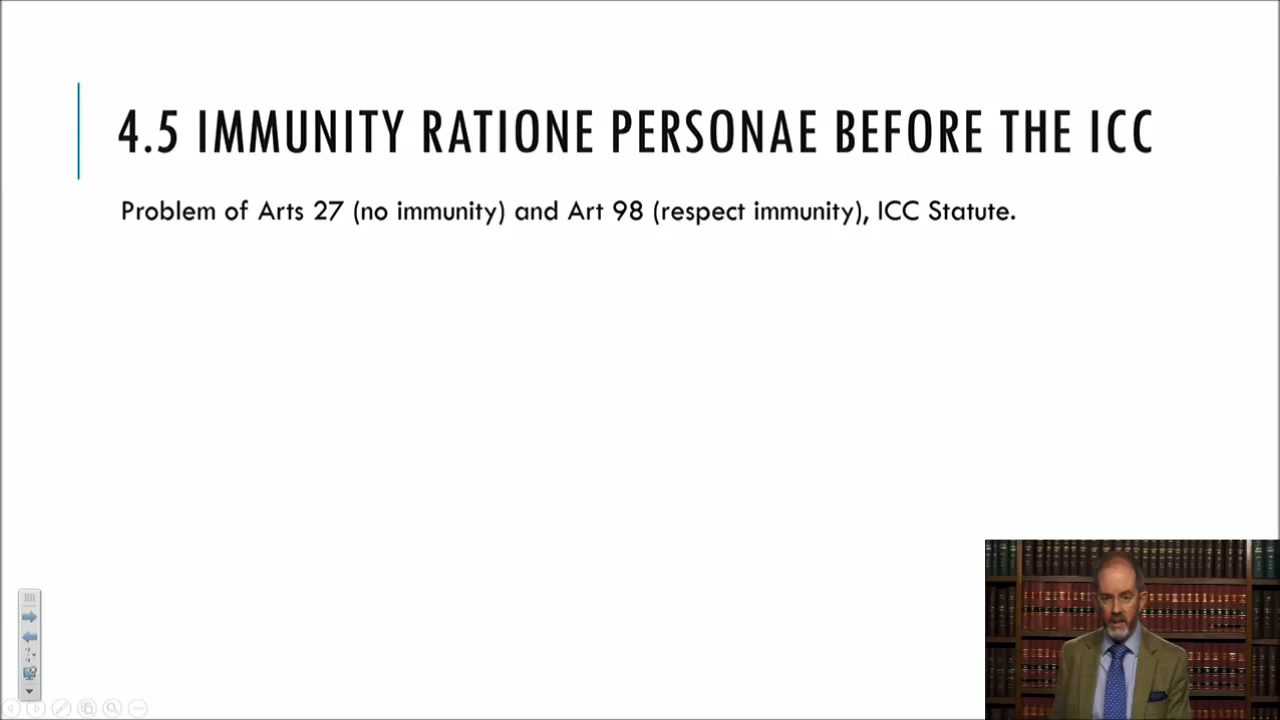 4.5 IMMUNITY RATIONE PERSONAE BEFORE THE ICC
Problem of Arts 27 (no immunity) and Art 98 (respect immunity), ICC Statute.